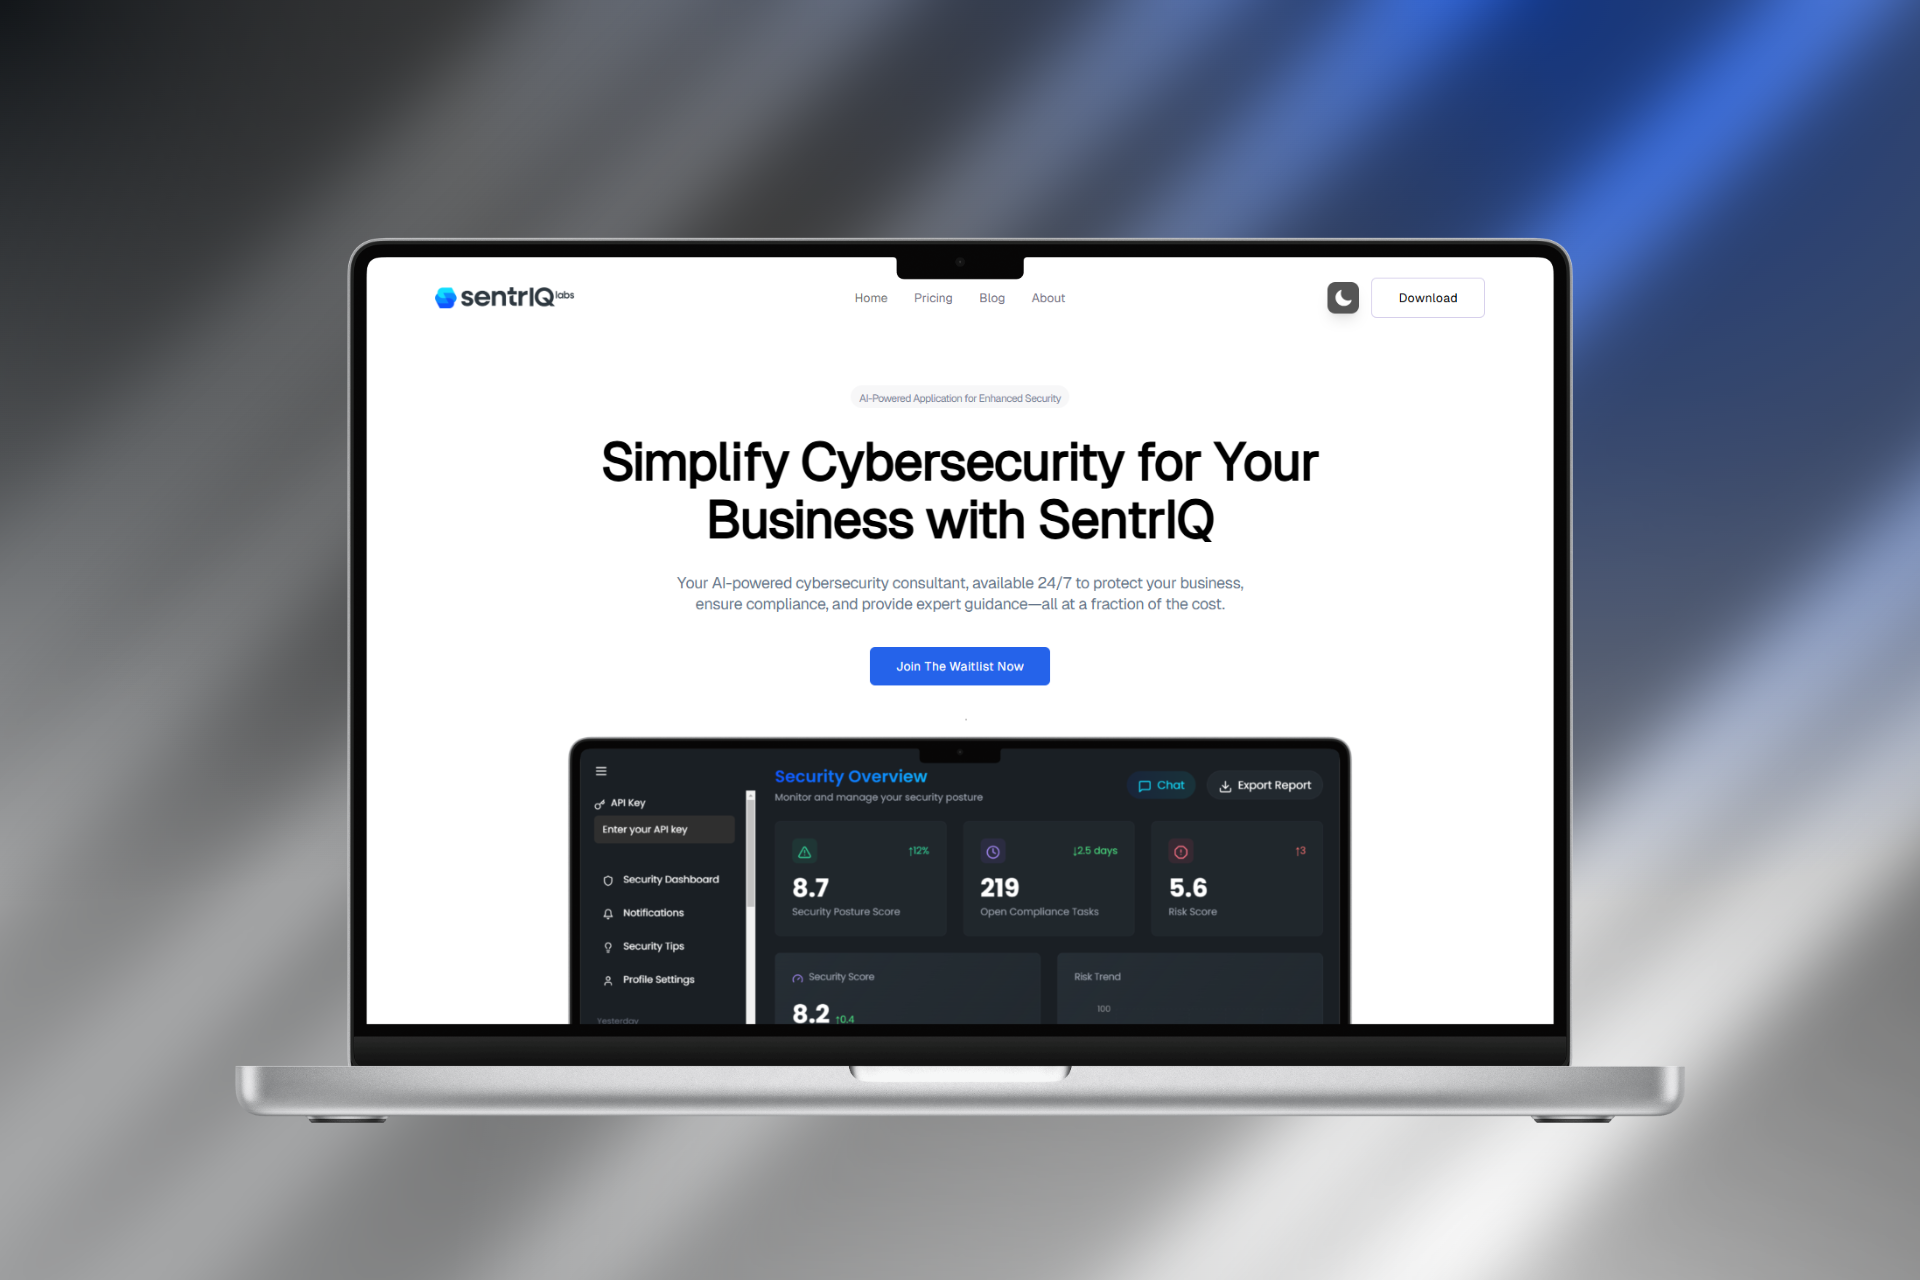 sentrIQ labs
Home Pricing Blog About
Download
AI-Powered Application for Enhanced Security
Simplify Cybersecurity for Your
Business with SentrIQ
Your AI-powered cybersecurity consultant, available 24/7 to protect your business,
ensure compliance, and provide expert guidance—all at a fraction of the cost.
Join The Waitlist Now
API Key
Enter your API key
Security Dashboard
Notifications
Security Tips
Profile Settings
Yesterday
Security Overview
Monitor and manage your security posture
Chat
Export Report
↑12%
8.7
Security Posture Score
↓2.5 days
219
Open Compliance Tasks
↑3
5.6
Risk Score
Security Score
8.2 ↑0.4
Risk Trend
100